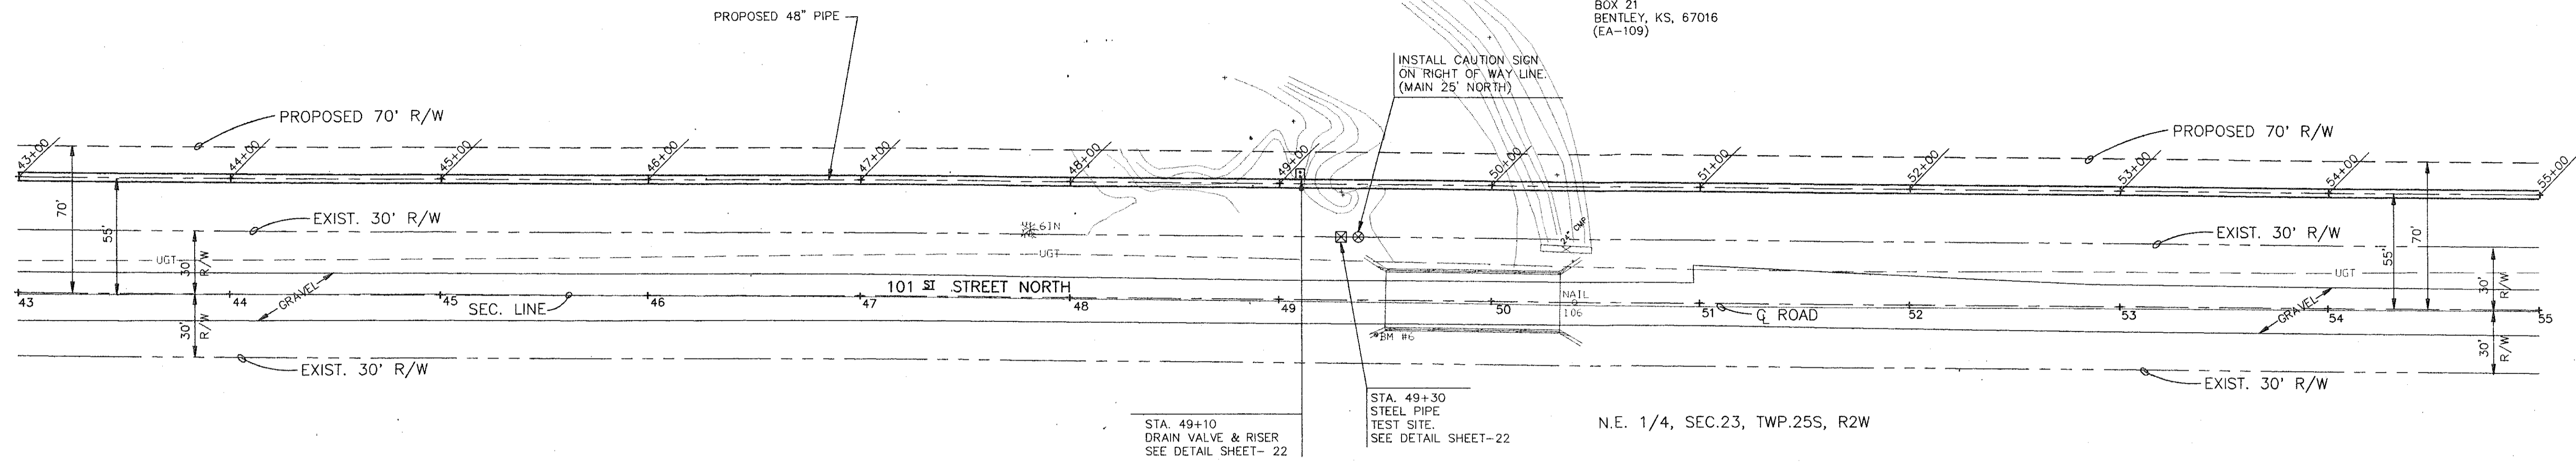 PROPOSED 48" PIPE
BOX 21
BENTLEY, KS, 67016
(EA-109)
INSTALL CAUTION SIGN
ON RIGHT OF WAY LINE.
(MAIN 25' NORTH)
PROPOSED 70' R/W
PROPOSED 70' R/W
43+00
44+00
45+00
46+00
47+00
48+00
49+00
50+00
51+00
52+00
53+00
54+00
55+00
70'
55'
EXIST. 30' R/W
6IN
24" CMP
EXIST. 30' R/W
55'
70'
UGT
30'
R/W
UGT
UGT
30'
R/W
GRAVEL
101 ST STREET NORTH
NAIL
106
GRAVEL
43
44
45
46
47
48
49
50
51
52
53
54
55
SEC. LINE
CL ROAD
30'
R/W
BM #6
30'
R/W
EXIST. 30' R/W
EXIST. 30' R/W
STA. 49+10
DRAIN VALVE & RISER
SEE DETAIL SHEET- 22
STA. 49+30
STEEL PIPE
TEST SITE.
SEE DETAIL SHEET-22
N.E. 1/4, SEC.23, TWP.25S, R2W